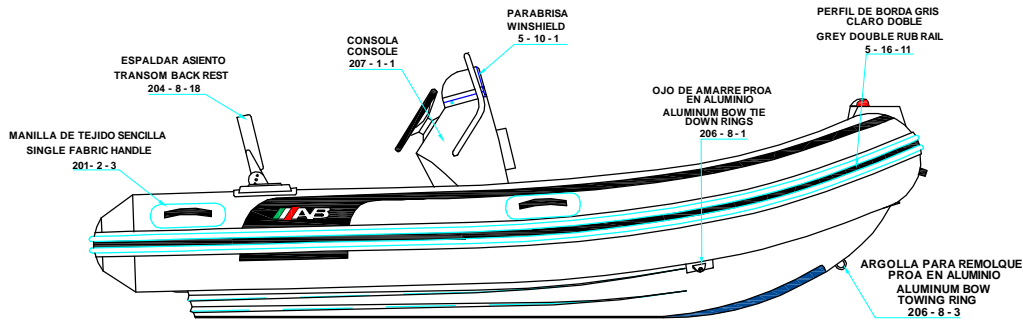 PARABRISA
WINSHIELD
5 - 10 - 1
PERFIL DE BORDA GRIS
CLARO DOBLE
GREY DOUBLE RUB RAIL
5 - 16 - 11
CONSOLA
CONSOLE
207 - 1 - 1
ESPALDAR ASIENTO
TRANSOM BACK REST
204 - 8 - 18
OJO DE AMARRE PROA
EN ALUMINIO
ALUMINUM BOW TIE
DOWN RINGS
206 - 8 - 1
MANILLA DE TEJIDO SENCILLA
SINGLE FABRIC HANDLE
201- 2 - 3
AB
ARGOLLA PARA REMOLQUE
PROA EN ALUMINIO
ALUMINUM BOW
TOWING RING
206 - 8 - 3